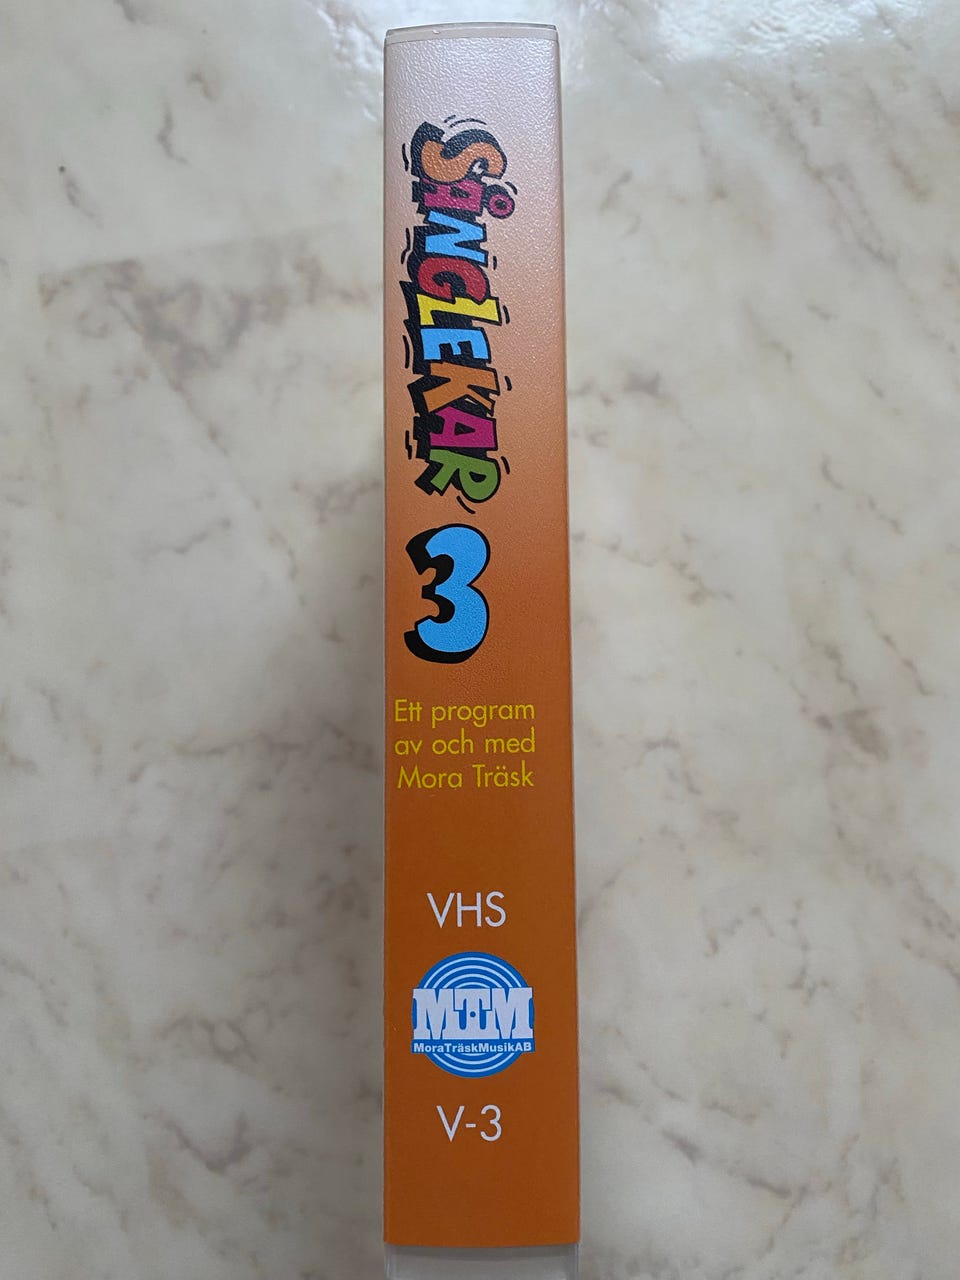 SÅNGLEKAR
3
Ett program
av och med
Mora Träsk
VHS
MTM
MoraTräskMusikAB
V-3